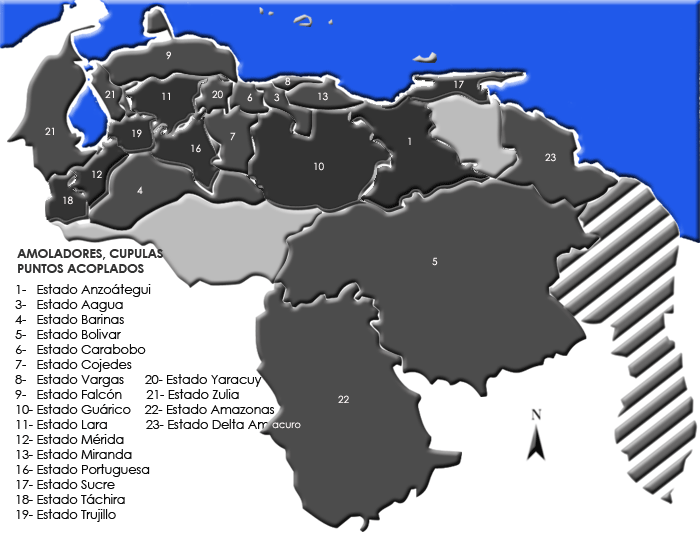 9
8
17
21
11
20
6
3
13
21
19
7
1
16
23
10
12
4
18
AMOLADORES, CUPULAS
PUNTOS ACOPLADOS
5
1- Estado Anzoátegui
3- Estado Aagua
4- Estado Barinas
5- Estado Bolivar
6- Estado Carabobo
7- Estado Cojedes
8- Estado Vargas
9- Estado Falcón
10- Estado Guárico
11- Estado Lara
12- Estado Mérida
13- Estado Miranda
16- Estado Portuguesa
17- Estado Sucre
18- Estado Táchira
19- Estado Trujillo
20- Estado Yaracuy
21- Estado Zulia
22- Estado Amazonas
23- Estado Delta Amacuro
22
N